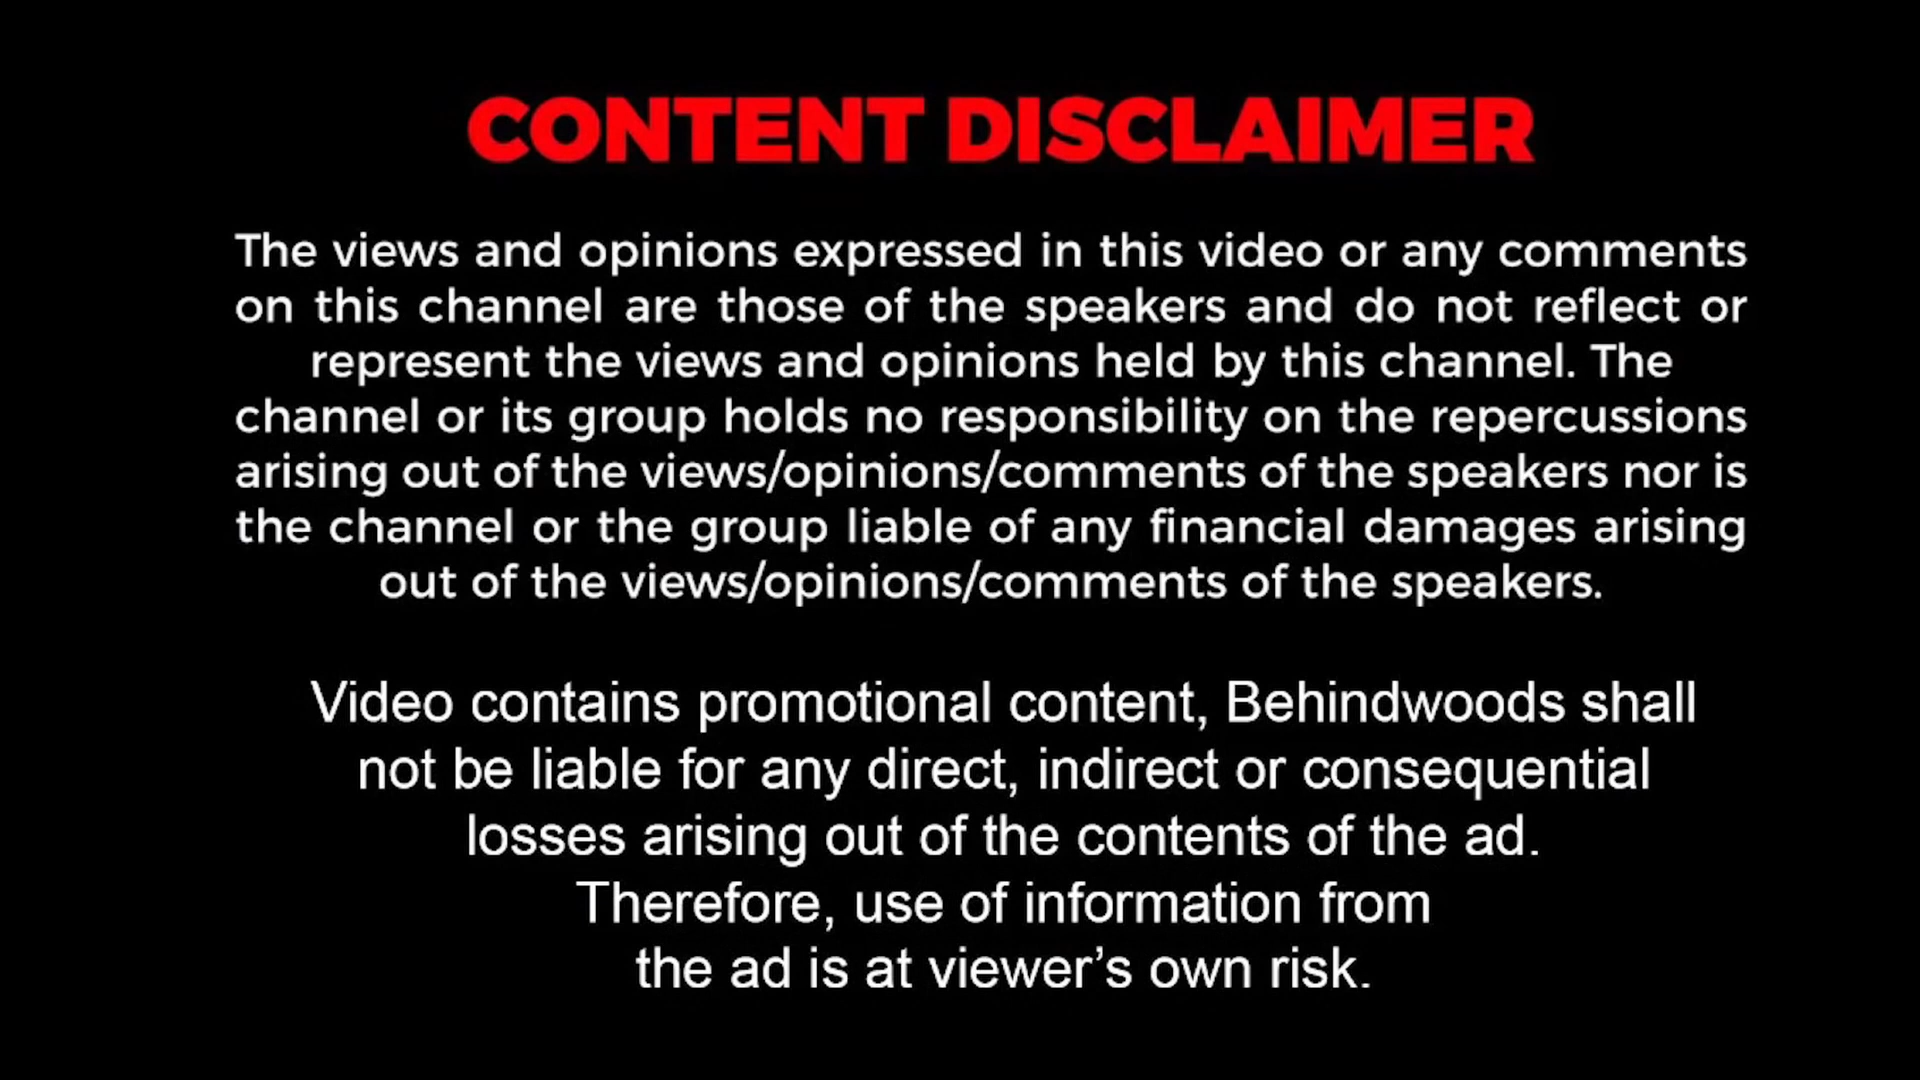 CONTENT DISCLAIMER
The views and opinions expressed in this video or any comments
on this channel are those of the speakers and do not reflect or
represent the views and opinions held by this channel. The
channel or its group holds no responsibility on the repercussions
arising out of the views/opinions/comments of the speakers nor is
the channel or the group liable of any financial damages arising
out of the views/opinions/comments of the speakers.
Video contains promotional content, Behindwoods shall
not be liable for any direct, indirect or consequential
losses arising out of the contents of the ad.
Therefore, use of information from
the ad is at viewer’s own risk.